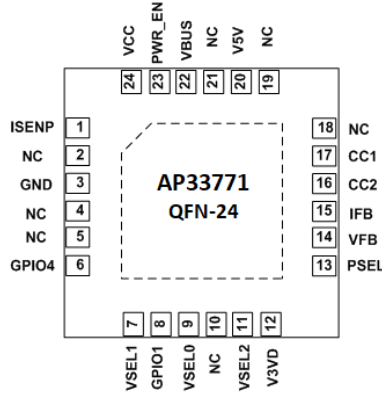 VCC
PWR_EN
VBUS
NC
V5V
NC
24
23
22
21
20
19
ISENP 1
NC 2
GND 3
NC 4
NC 5
GPIO4 6
AP33771
QFN-24
18 NC
17 CC1
16 CC2
15 IFB
14 VFB
13 PSEL
7
8
9
10
11
12
VSEL1
GPIO1
VSEL0
NC
VSEL2
V3VD